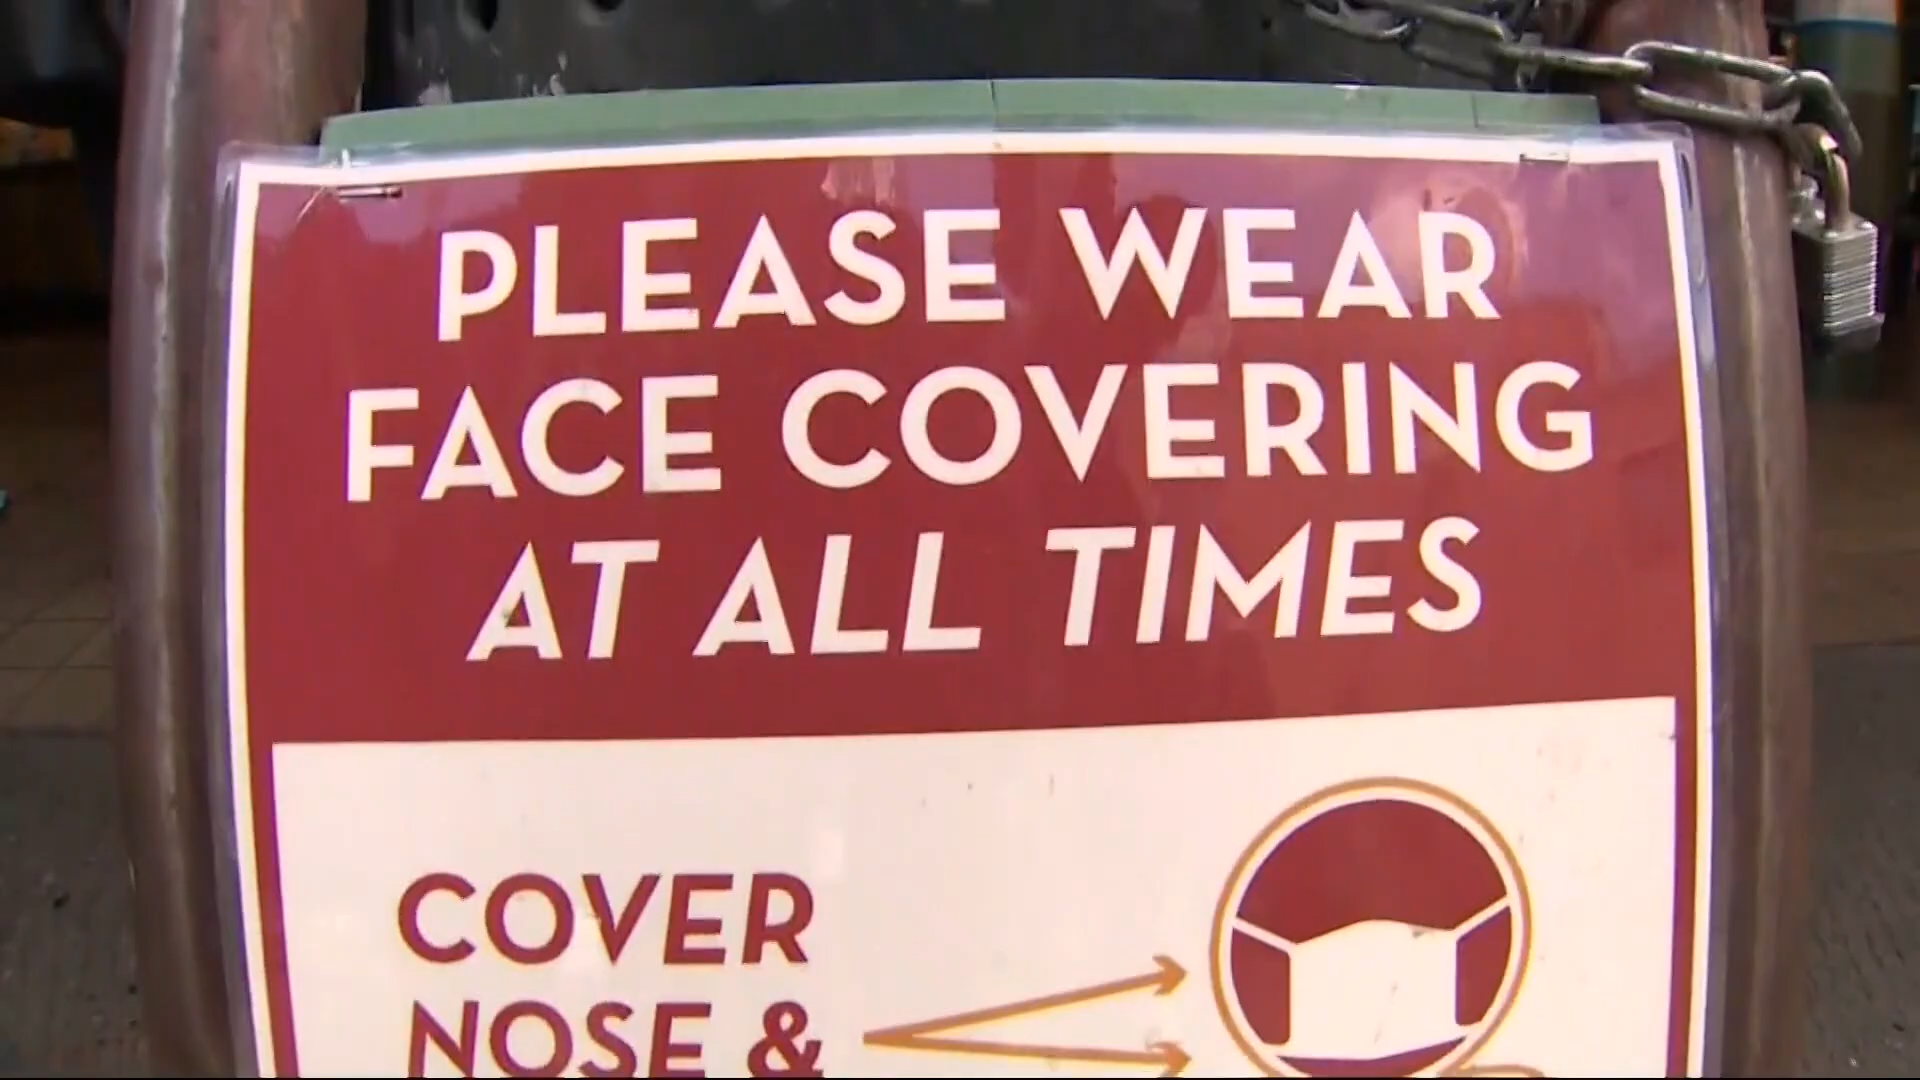 PLEASE WEAR
FACE COVERING
AT ALL TIMES
COVER
NOSE &